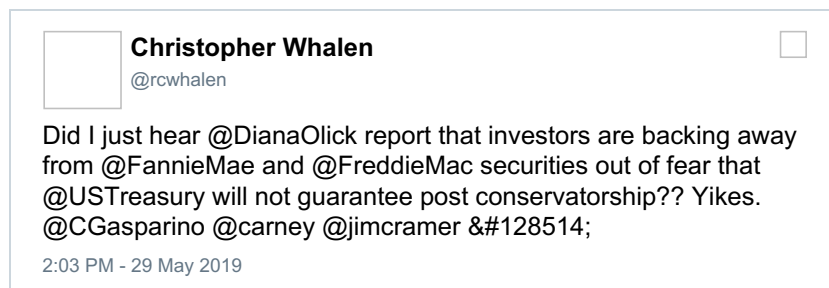 Christopher Whalen
@rcwhalen
Did I just hear @DianaOlick report that investors are backing away
from @FannieMae and @FreddieMac securities out of fear that
@USTreasury will not guarantee post conservatorship?? Yikes.
@CGasparino @carney @jimcramer &#128514;
2:03 PM - 29 May 2019